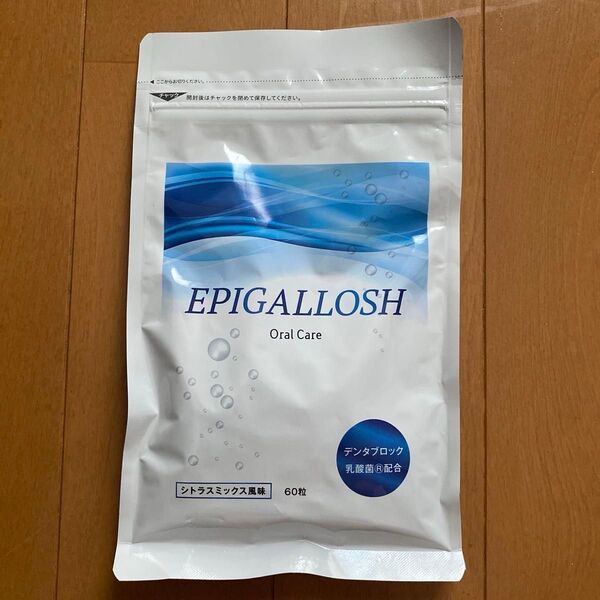 ここからお切りください。
チャック
開封後はチャックを閉めて保存してください。
EPIGALLOSH
Oral Care
デンタブロック
乳酸菌®配合
シトラスミックス風味 60粒